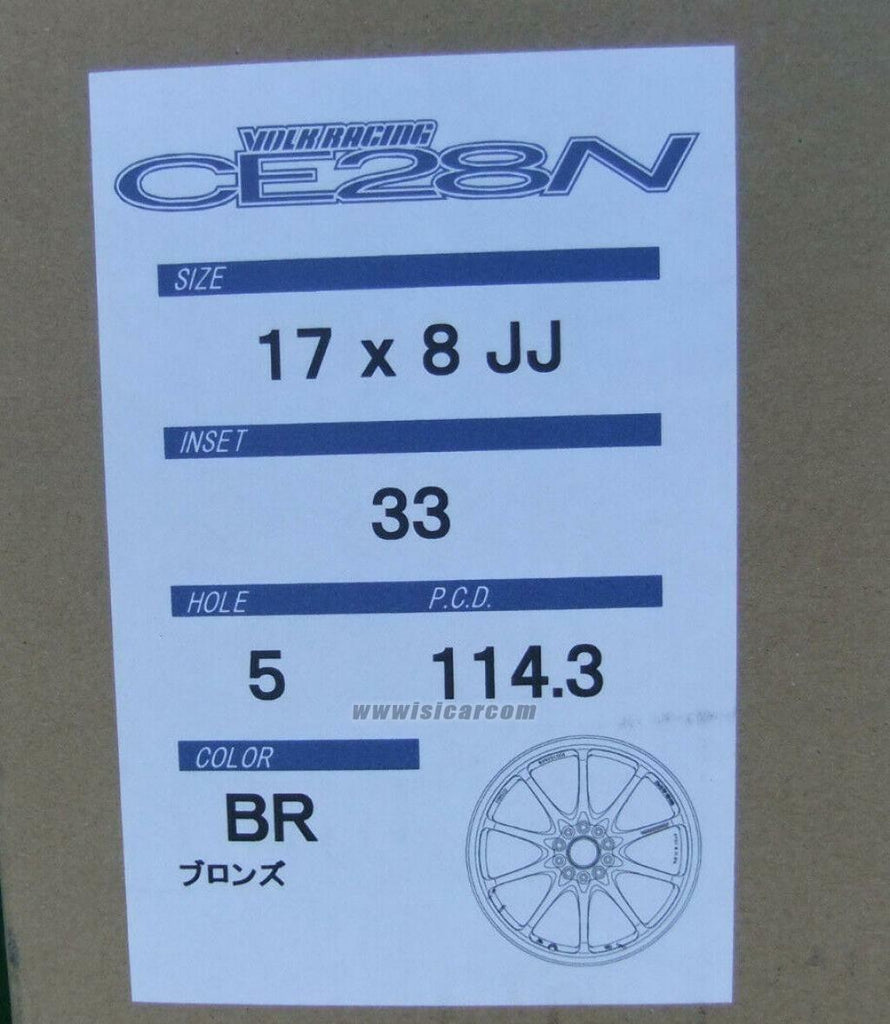 VOLK RACING
CE28N
SIZE
17 x 8 JJ
INSET
33
HOLE P.C.D.
5 114.3
wwwisicarcom
COLOR
BR
ブロンズ